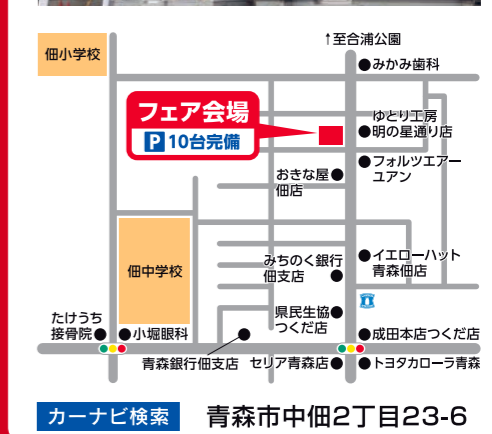 ↑至合浦公園
佃小学校
みかみ歯科
フェア会場
P 10台完備
ゆとり工房
明の星通り店
フォルツエアー
ユアン
おきな屋
佃店
佃中学校
みちのく銀行
佃支店
イエローハット
青森佃店
県民生協
つくだ店
たけうち
接骨院
小堀眼科
成田本店つくだ店
青森銀行佃支店
セリア青森店
トヨタカローラ青森
カーナビ検索
青森市中佃2丁目23-6